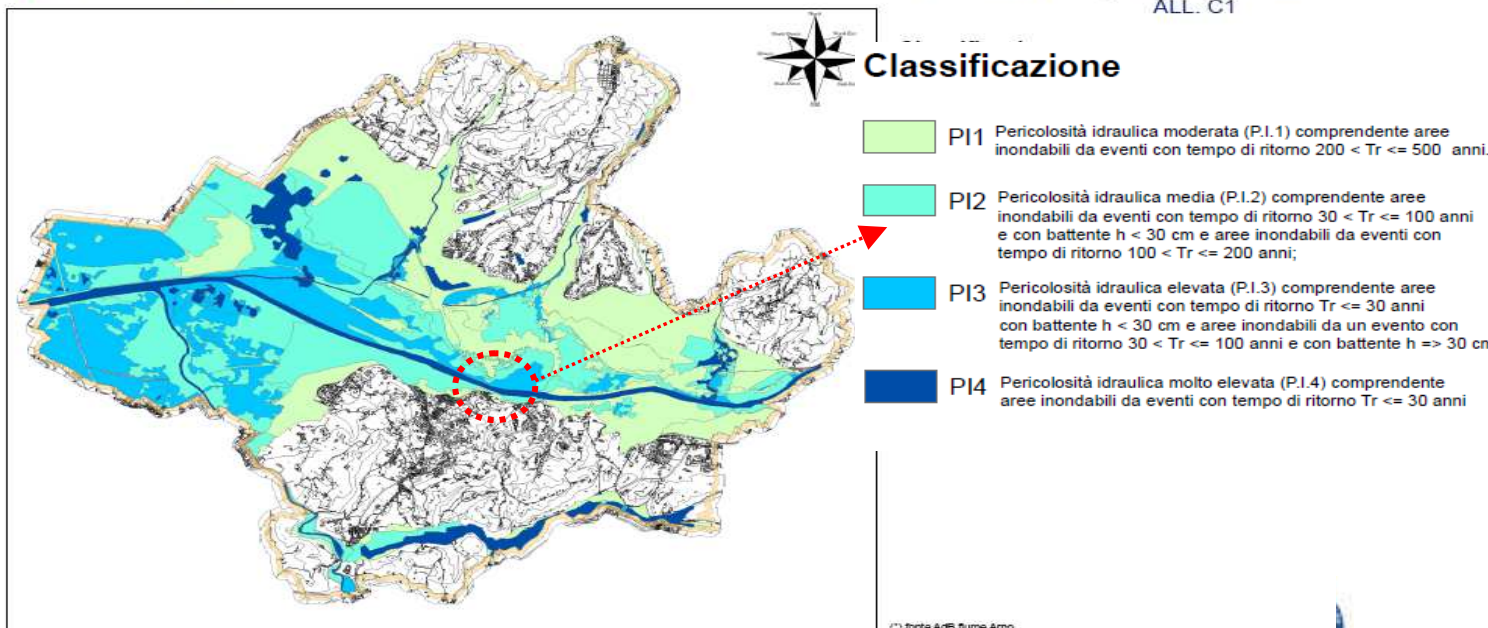 ALL. C1
Classificazione
PI1 Pericolosità idraulica moderata (P.I.1) comprendente aree
inondabili da eventi con tempo di ritorno 200 < Tr <= 500 anni.
PI2 Pericolosità idraulica media (P.I.2) comprendente aree
inondabili da eventi con tempo di ritorno 30 < Tr <= 100 anni
e con battente h < 30 cm e aree inondabili da eventi con
tempo di ritorno 100 < Tr <= 200 anni;
PI3 Pericolosità idraulica elevata (P.I.3) comprendente aree
inondabili da eventi con tempo di ritorno Tr <= 30 anni
con battente h < 30 cm e aree inondabili da un evento con
tempo di ritorno 30 < Tr <= 100 anni e con battente h => 30 cm
PI4 Pericolosità idraulica molto elevata (P.I.4) comprendente
aree inondabili da eventi con tempo di ritorno Tr <= 30 anni
fonte AdB fiume Arno